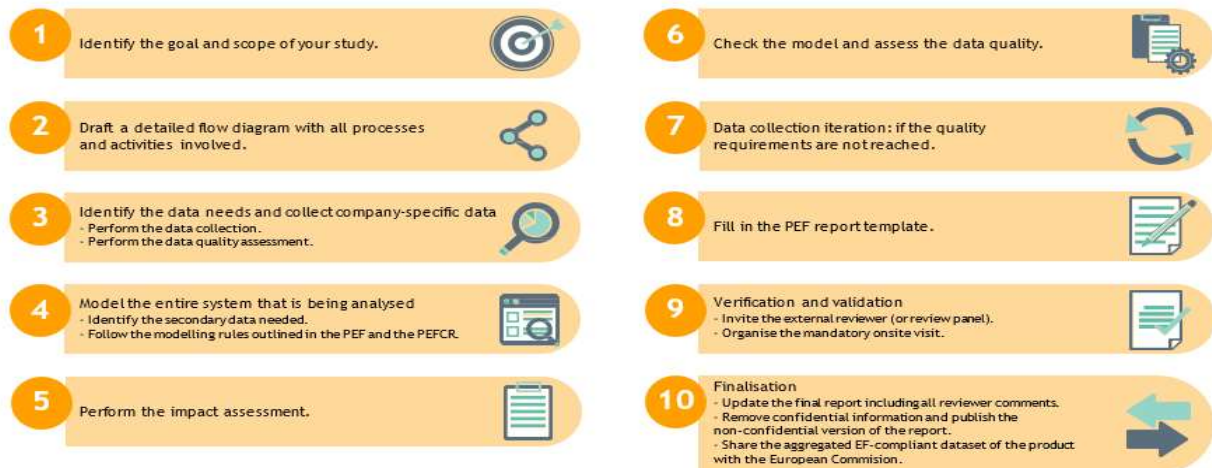 1
Identify the goal and scope of your study.
2
Draft a detailed flow diagram with all processes
and activities involved.
3
Identify the data needs and collect company-specific data
- Perform the data collection.
- Perform the data quality assessment.
4
Model the entire system that is being analysed
- Identify the secondary data needed.
- Follow the modelling rules outlined in the PEF and the PEFCR.
5
Perform the impact assessment.
6
Check the model and assess the data quality.
7
Data collection iteration: if the quality
requirements are not reached.
8
Fill in the PEF report template.
9
Verification and validation
- Invite the external reviewer (or review panel).
- Organise the mandatory onsite visit.
10
Finalisation
- Update the final report including all reviewer comments.
- Remove confidential information and publish the
non-confidential version of the report.
- Share the aggregated EF-compliant dataset of the product
with the European Commision.